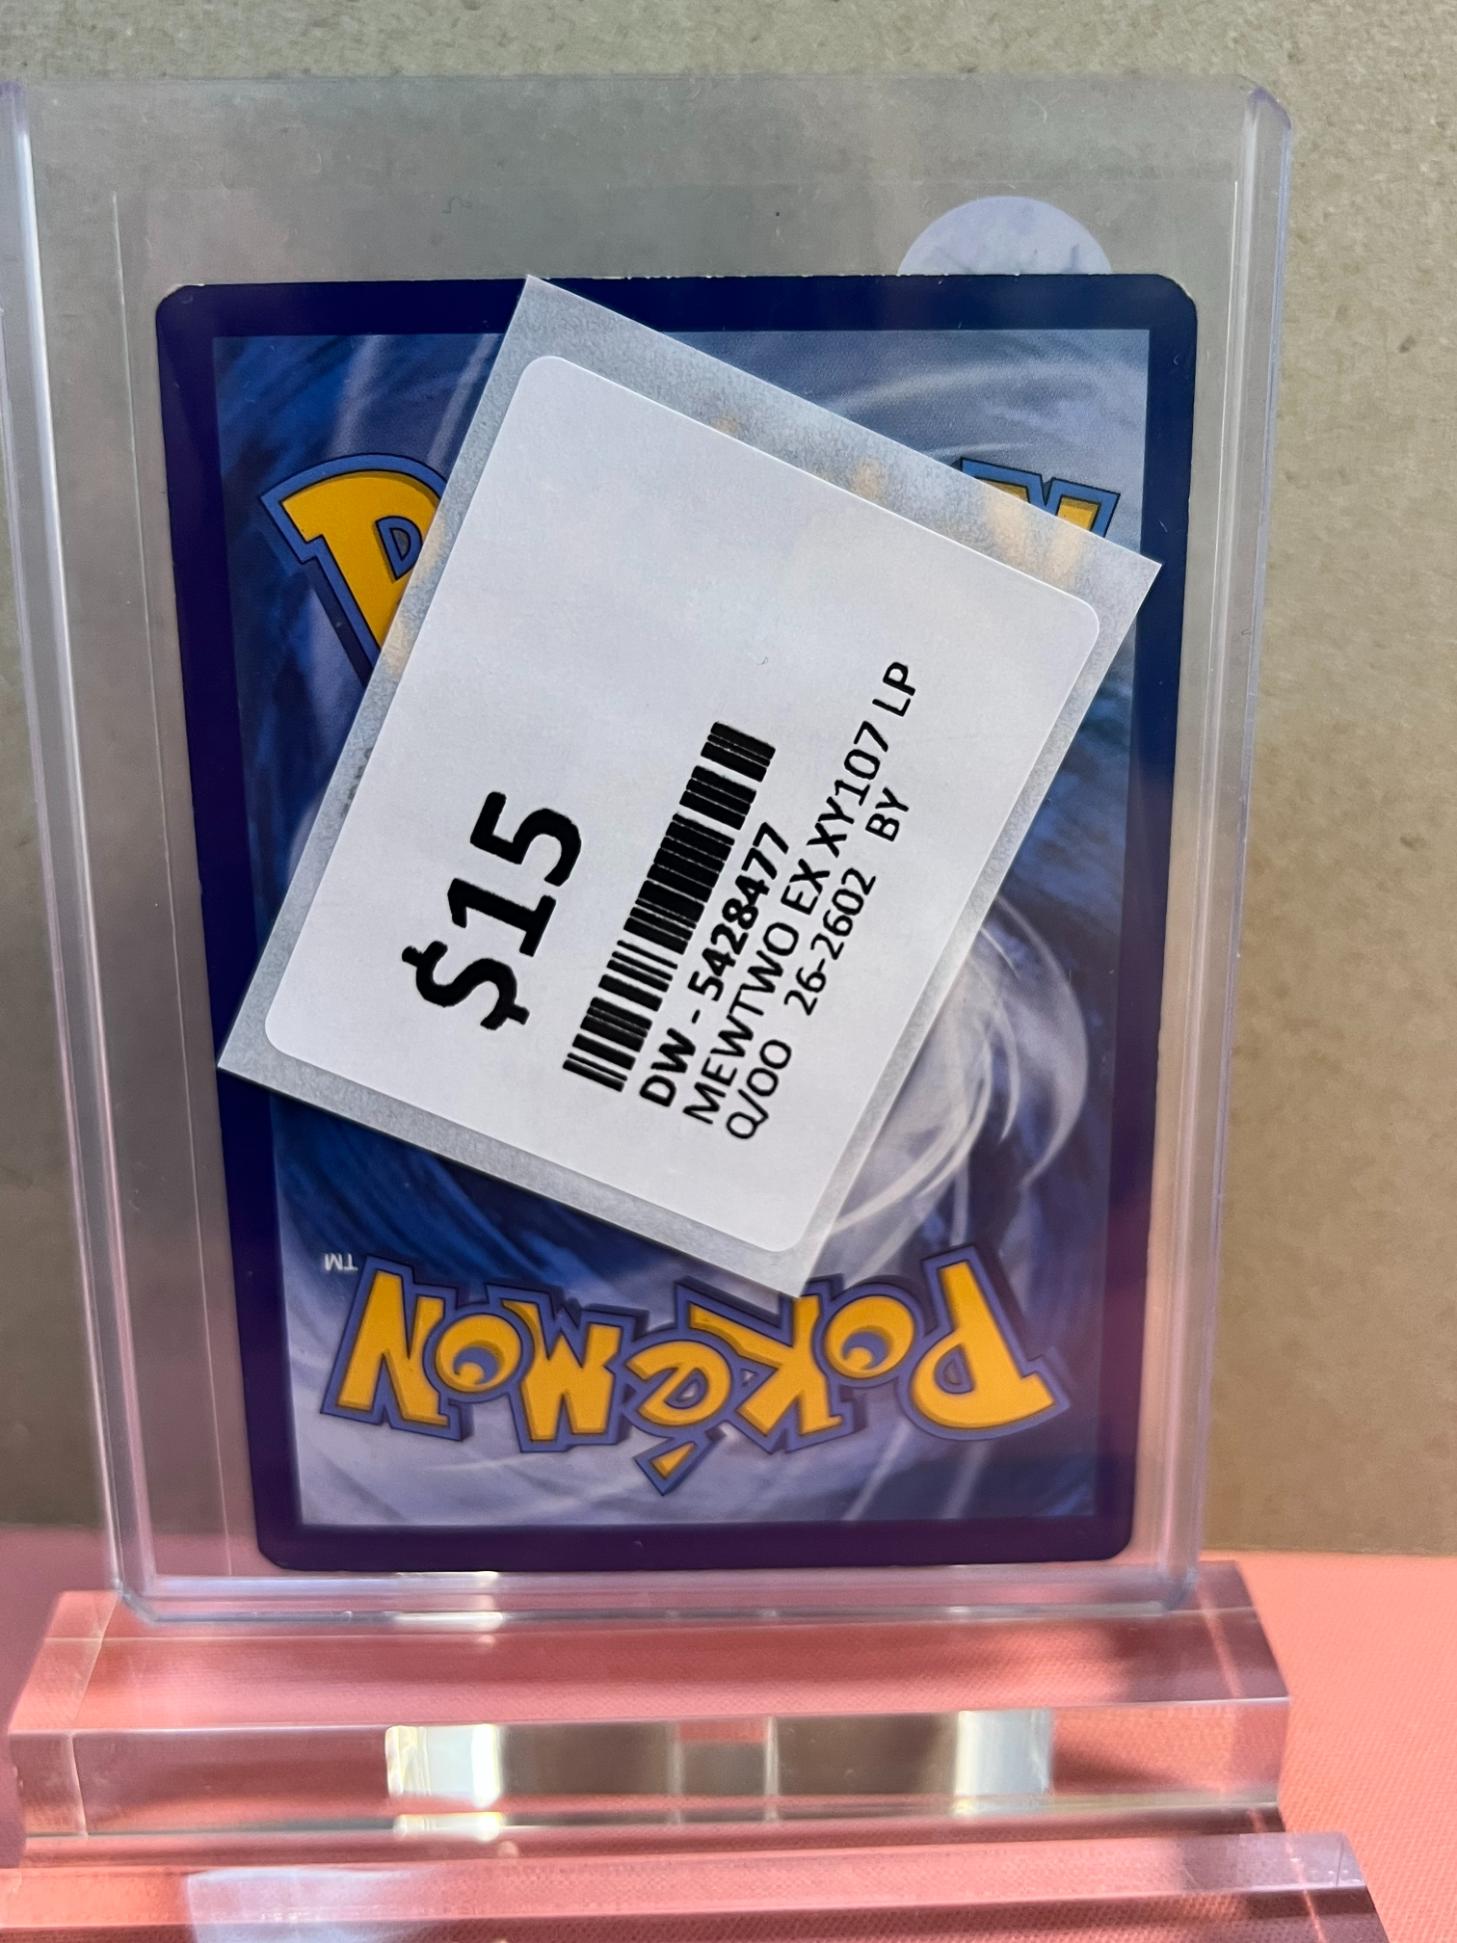 $15
DW - 5428477
MEWTWO EX XY107 LP
Q/OO 26-2602 BY
POKéMON
TM